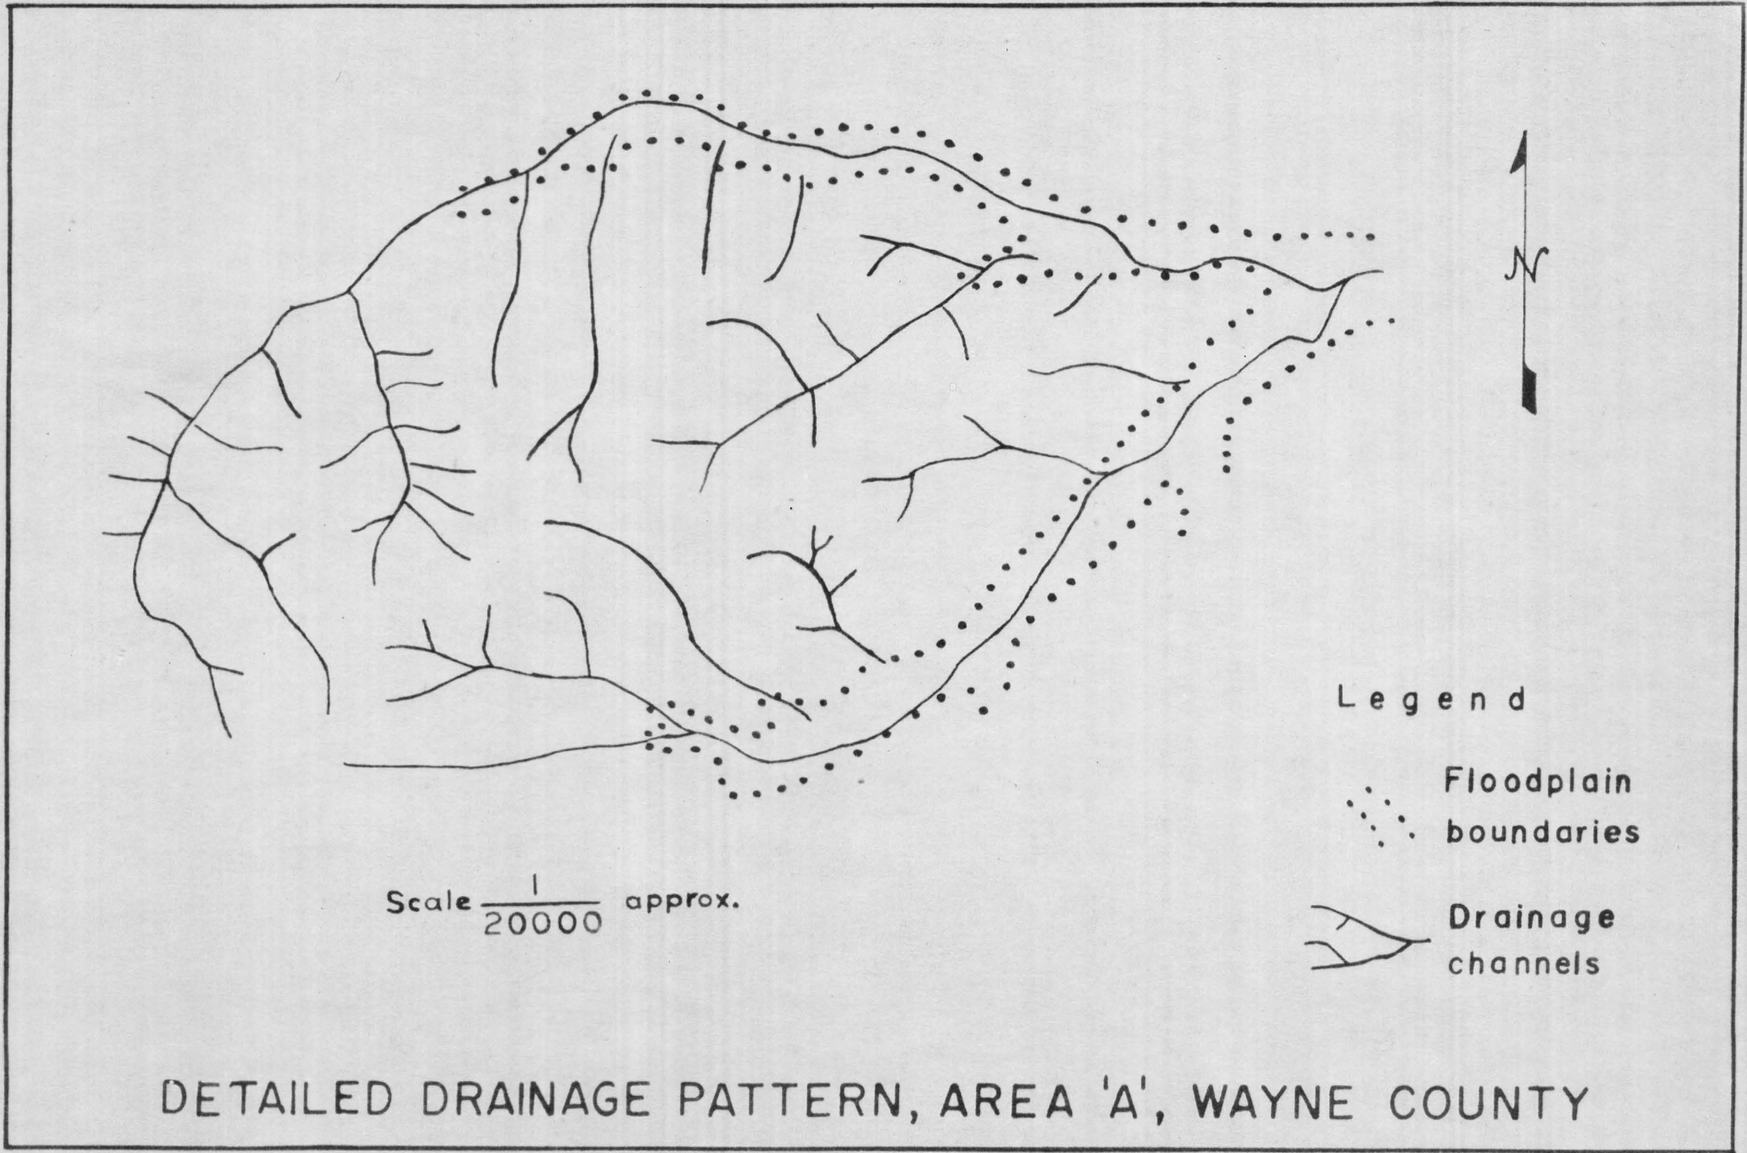 N
Legend
Floodplain
boundaries
Scale 1/20000 approx.
Drainage
channels
DETAILED DRAINAGE PATTERN, AREA 'A', WAYNE COUNTY